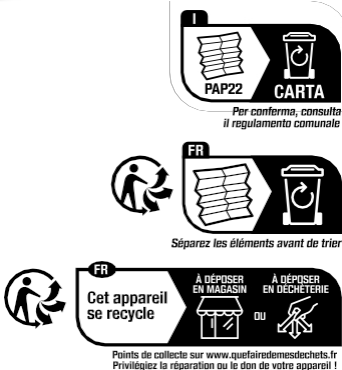 I
PAP22
CARTA
Per conferma, consulta
il regulamento comunale
FR
Séparez les éléments avant de trier
FR
Cet appareil
se recycle
À DÉPOSER
EN MAGASIN
OU
À DÉPOSER
EN DÉCHÈTERIE
Points de collecte sur www.quefairedemesdechets.fr
Privilégiez la réparation ou le don de votre appareil !